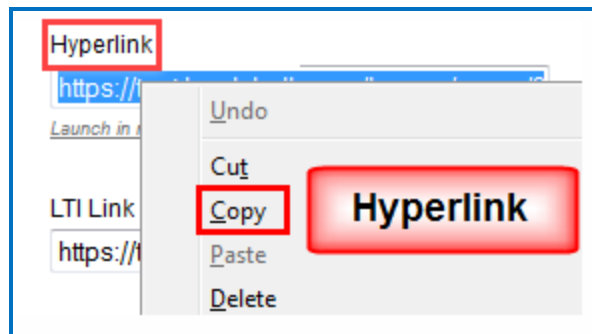 Hyperlink
https://t
Launch in
Undo
Cut
LTI Link
Copy
Hyperlink
https://t
Paste
Delete